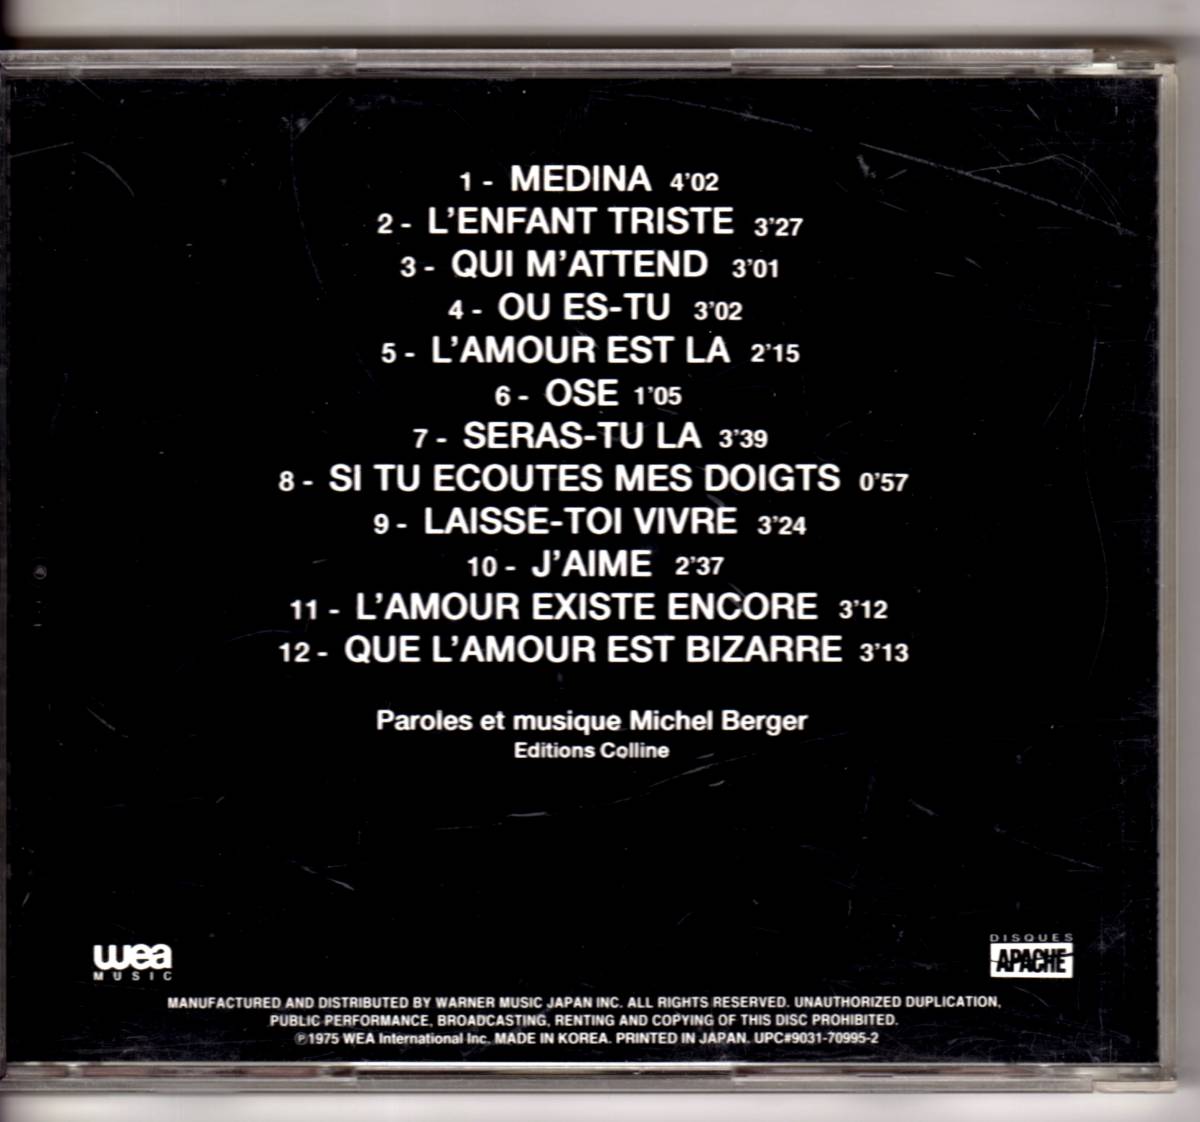 1 - MEDINA 4'02
2 - L'ENFANT TRISTE 3'27
3 - QUI M'ATTEND 3'01
4 - OU ES-TU 3'02
5 - L'AMOUR EST LA 2'15
6 - OSE 1'05
7 - SERAS-TU LA 3'39
8 - SI TU ECOUTES MES DOIGTS 0'57
9 - LAISSE-TOI VIVRE 3'24
10 - J'AIME 2'37
11 - L'AMOUR EXISTE ENCORE 3'12
12 - QUE L'AMOUR EST BIZARRE 3'13
Paroles et musique Michel Berger
Editions Colline
wea
MUSIC
DISQUES
APACHE
MANUFACTURED AND DISTRIBUTED BY WARNER MUSIC JAPAN INC. ALL RIGHTS RESERVED. UNAUTHORIZED DUPLICATION,
PUBLIC PERFORMANCE, BROADCASTING, RENTING AND COPYING OF THIS DISC PROHIBITED.
℗1975 WEA International Inc. MADE IN KOREA. PRINTED IN JAPAN. UPC#9031-70995-2